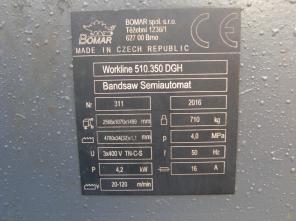 BOMAR spol. s.r.o.
Těžební 1236/1
627 00 Brno
BOMAR
MADE IN CZECH REPUBLIC
Workline 510.350 DGH
Bandsaw Semiautomat
Nr 311 2016
mm 710 kg
mm p 4,0 MPa
U 3x400 V TN-C-S f 50 Hz
P 4,2 kW 16 A
20-120 m/min